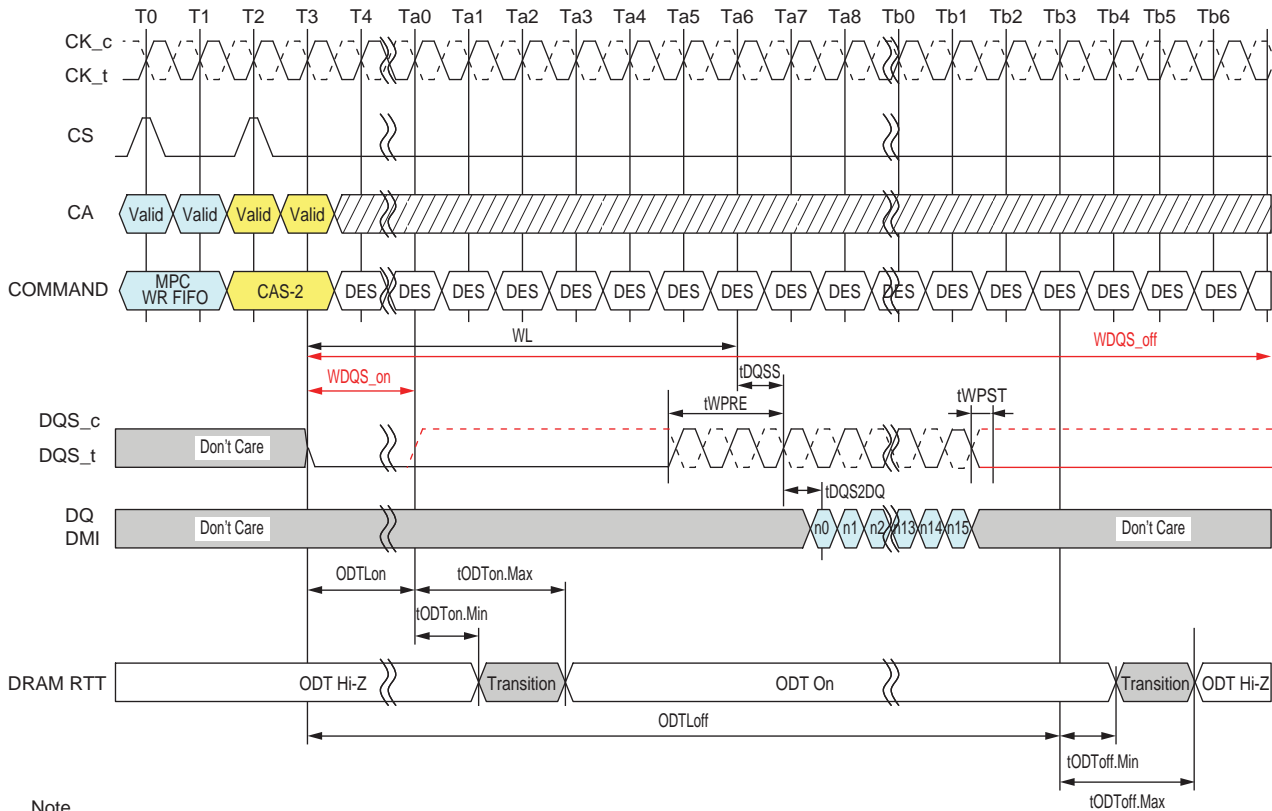 T0 T1 T2 T3 T4 Ta0 Ta1 Ta2 Ta3 Ta4 Ta5 Ta6 Ta7 Ta8 Tb0 Tb1 Tb2 Tb3 Tb4 Tb5 Tb6
CK_c
CK_t
CS
CA Valid Valid Valid Valid
COMMAND MPC WR FIFO CAS-2 DES DES DES DES DES DES DES DES DES DES DES DES DES DES DES DES DES
WL
WDQS_off
WDQS_on
tDQSS
tWPRE
tWPST
DQS_c
DQS_t
Don't Care
tDQS2DQ
DQ
DMI
Don't Care n0 n1 n2 n13 n14 n15 Don't Care
ODTLon tODTon.Max
tODTon.Min
DRAM RTT ODT Hi-Z Transition ODT On Transition ODT Hi-Z
ODTLoff
tODToff.Min
tODToff.Max
Note